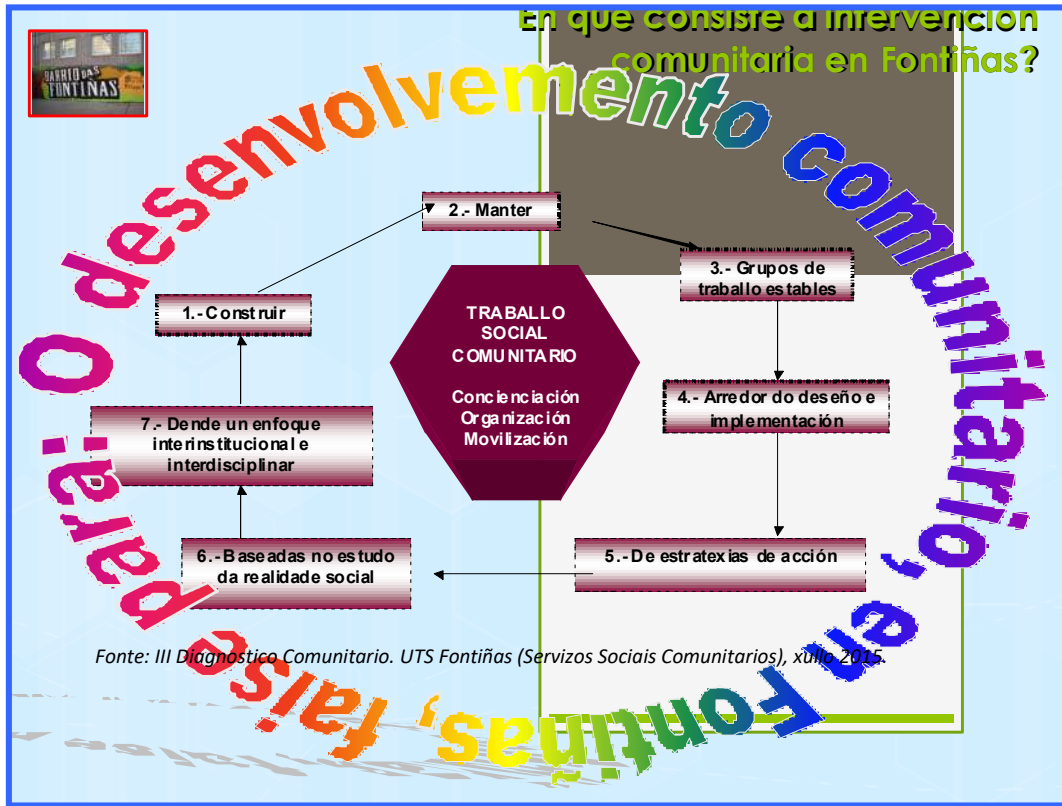 En que consiste a intervención
comunitaria en Fontiñas?
BARRIO DAS
FONTIÑAS
O desenvolvemento comunitario, en Fontiñas, faise para:
1.- Construir
2.- Manter
3.- Grupos de
traballo estables
4.- Arredor do deseño e
implementación
5.- De estratexias de acción
6.- Baseadas no estudo
da realidade social
7.- Dende un enfoque
interinstitucional e
interdisciplinar
TRABALLO
SOCIAL
COMUNITARIO
Concienciación
Organización
Movilización
Fonte: III Diagnostico Comunitario. UTS Fontiñas (Servizos Sociais Comunitarios), xullo 2015.